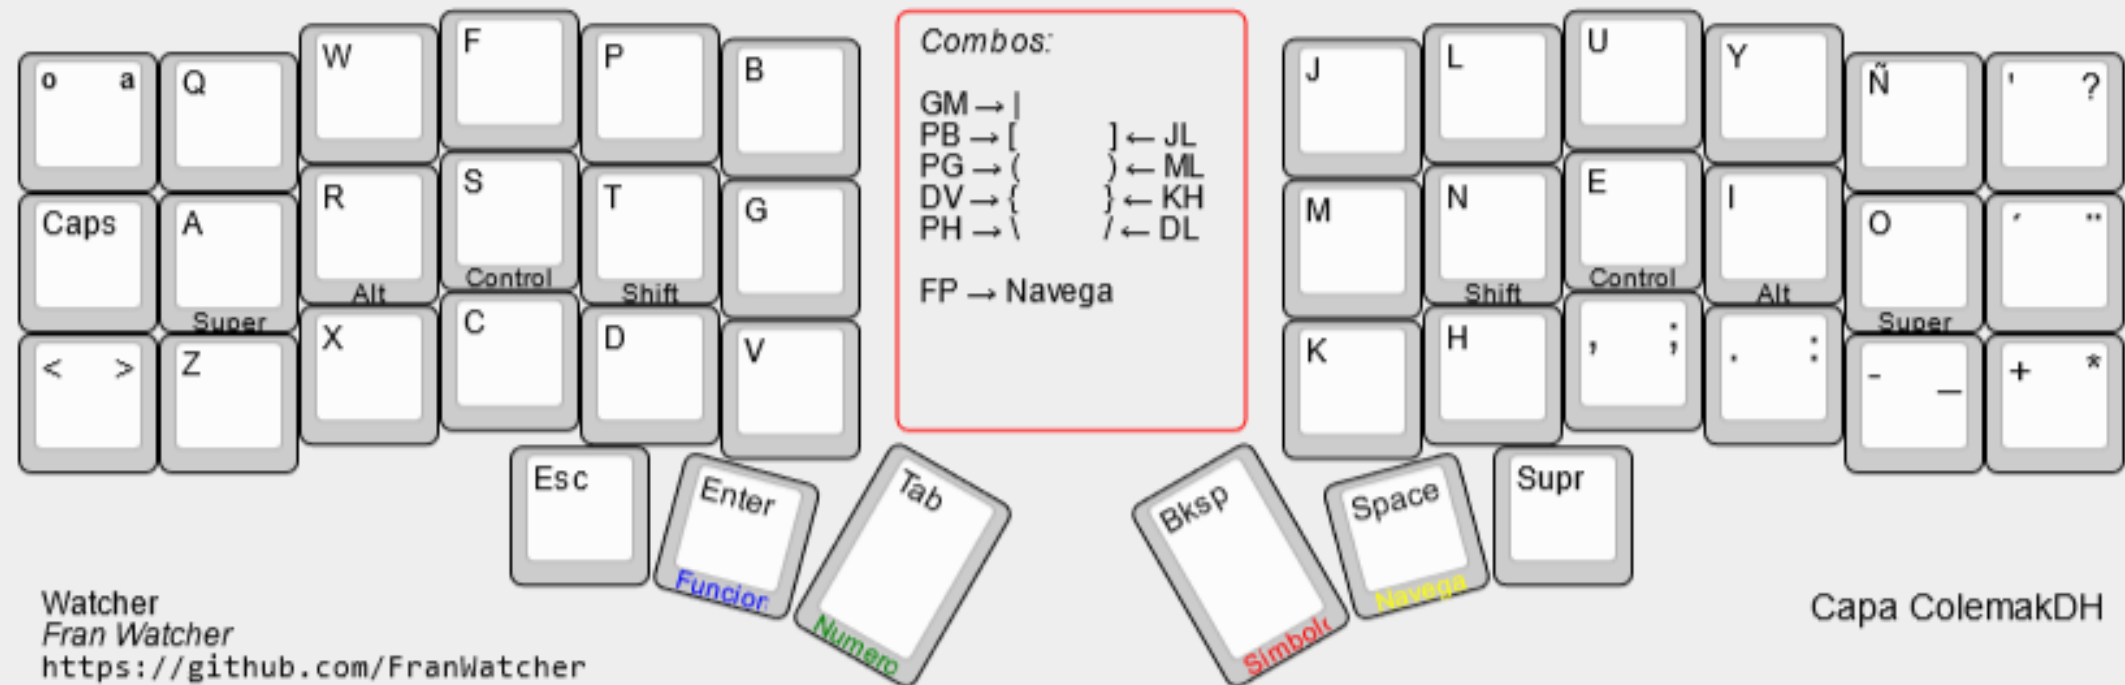 Combos:
GM → |
PB → [ ] ← JL
PG → ( ) ← ML
DV → { } ← KH
PH → \ / ← DL
FP → Navega
o a Q W F P B J L U Y Ñ ' ?
Caps A R S T G M N E I O ´ ¨
Super Alt Control Shift Shift Control Alt Super
< > Z X C D V K H , ; . : - _ + *
Esc Enter Tab Bksp Space Supr
Funcion Numero Simbolo Navega
Watcher
Fran Watcher
https://github.com/FranWatcher
Capa ColemakDH